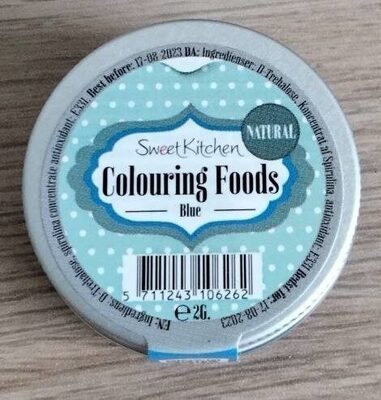 SweetKitchen
NATURAL
Colouring Foods
Blue
5 711243 106262
℮ 2G.
EN: Ingrediens: D-Trehalose, spirulina concentrate antioxidant: E331. Best before: 17-08-2023 DA: Ingredienser: D-Trehalose, Koncentrat af Spirulina, antioxidant: E331 Bedst før: 17-08-2023